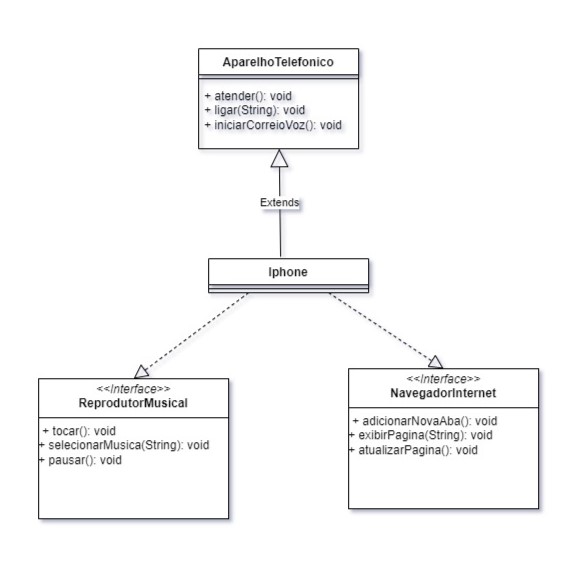 AparelhoTelefonico
+ atender(): void
+ ligar(String): void
+ iniciarCorreioVoz(): void
Extends
Iphone
<<Interface>>
ReprodutorMusical
+ tocar(): void
+ selecionarMusica(String): void
+ pausar(): void
<<Interface>>
NavegadorInternet
+ adicionarNovaAba(): void
+ exibirPagina(String): void
+ atualizarPagina(): void